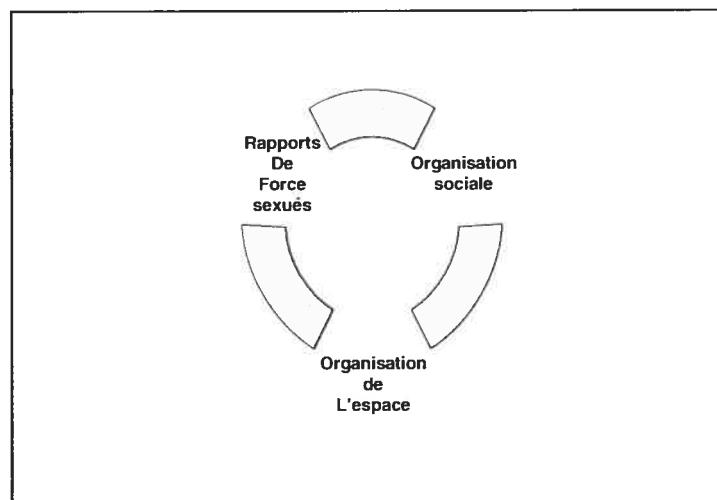 Rapports
De
Force
sexués
Organisation
sociale
Organisation
de
L'espace